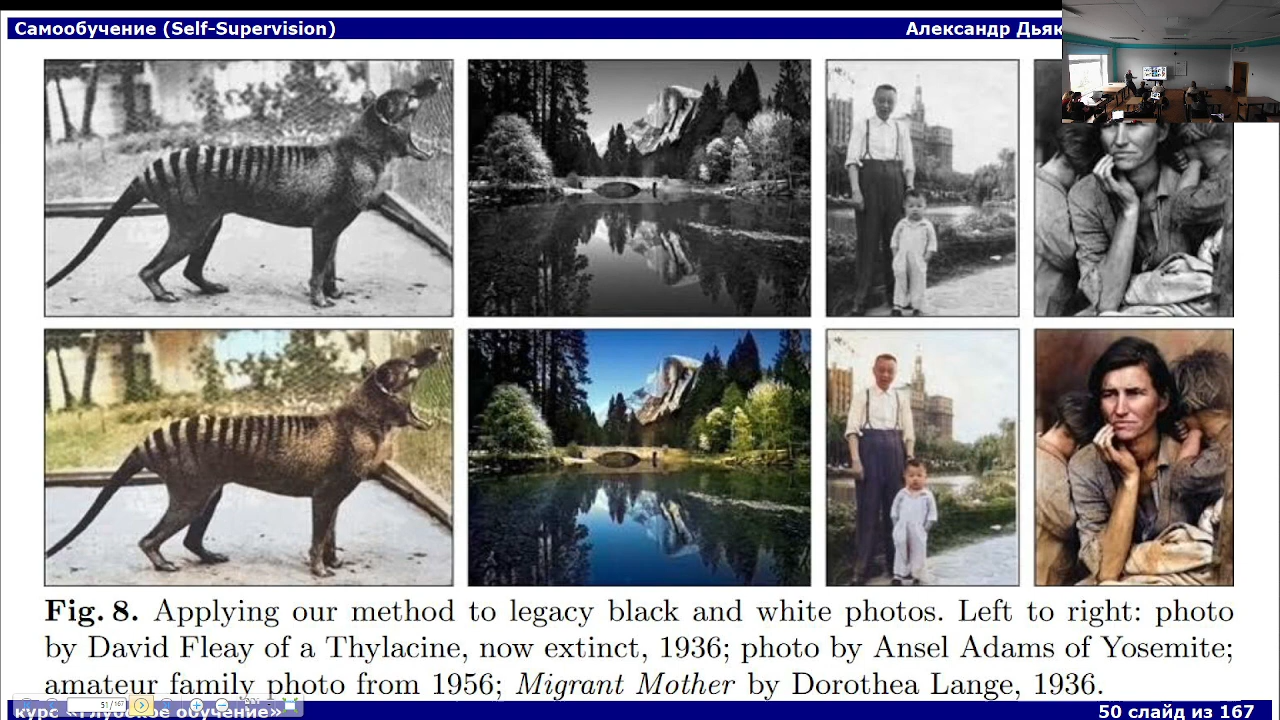 Самообучение (Self-Supervision)
Александр Дьяк
Fig. 8. Applying our method to legacy black and white photos. Left to right: photo
by David Fleay of a Thylacine, now extinct, 1936; photo by Ansel Adams of Yosemite;
amateur family photo from 1956; Migrant Mother by Dorothea Lange, 1936.
51/167
курс «Глубокое обучение»
50 слайд из 167